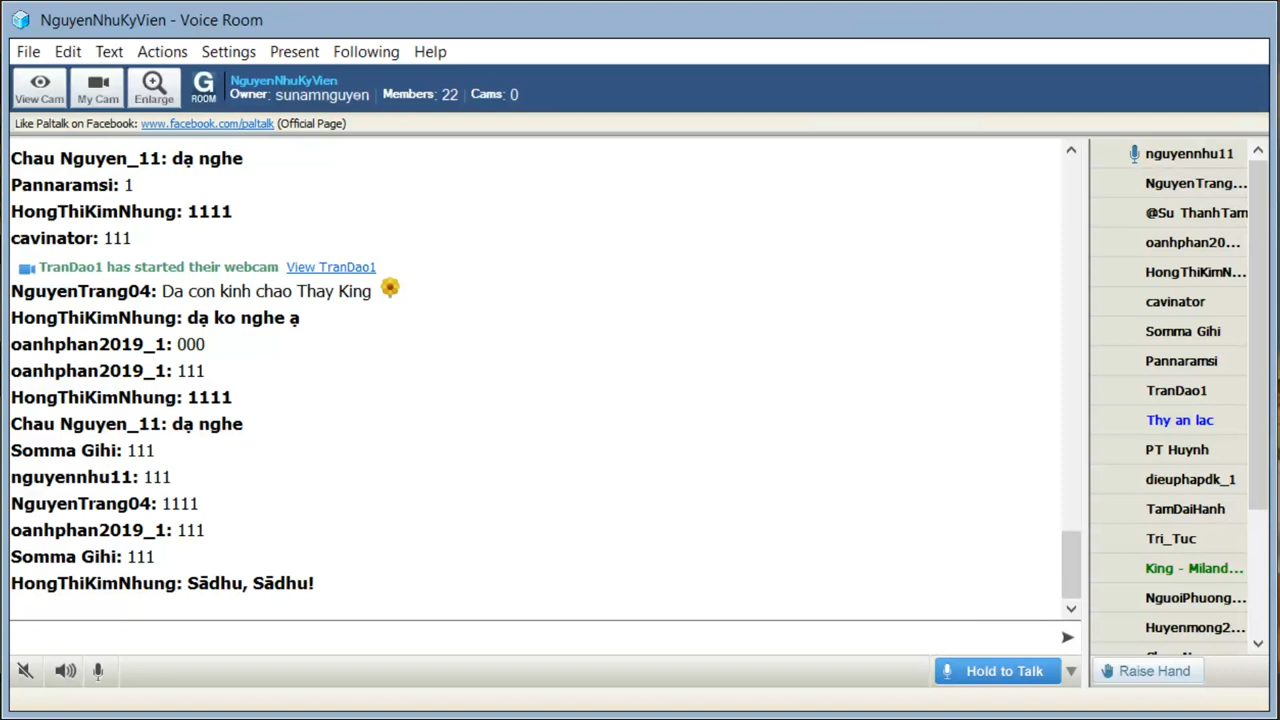 NguyenNhuKyVien - Voice Room
File Edit Text Actions Settings Present Following Help
View Cam My Cam Enlarge G ROOM
NguyenNhuKyVien
Owner: sunamnguyen Members: 22 Cams: 0
Like Paltalk on Facebook: www.facebook.com/paltalk (Official Page)
Chau Nguyen_11: dạ nghe
Pannaramsi: 1
HongThiKimNhung: 1111
cavinator: 111
TranDao1 has started their webcam View TranDao1
NguyenTrang04: Da con kinh chao Thay King
HongThiKimNhung: dạ ko nghe ạ
oanhphan2019_1: 000
oanhphan2019_1: 111
HongThiKimNhung: 1111
Chau Nguyen_11: dạ nghe
Somma Gihi: 111
nguyennhu11: 111
NguyenTrang04: 1111
oanhphan2019_1: 111
Somma Gihi: 111
HongThiKimNhung: Sādhu, Sādhu!
nguyennhu11
NguyenTrang...
@Su ThanhTam
oanhphan20...
HongThiKimN...
cavinator
Somma Gihi
Pannaramsi
TranDao1
Thy an lac
PT Huynh
dieuphapdk_1
TamDaiHanh
Tri_Tuc
King - Miland...
NguoiPhuong...
Huyenmong2...
Hold to Talk
Raise Hand